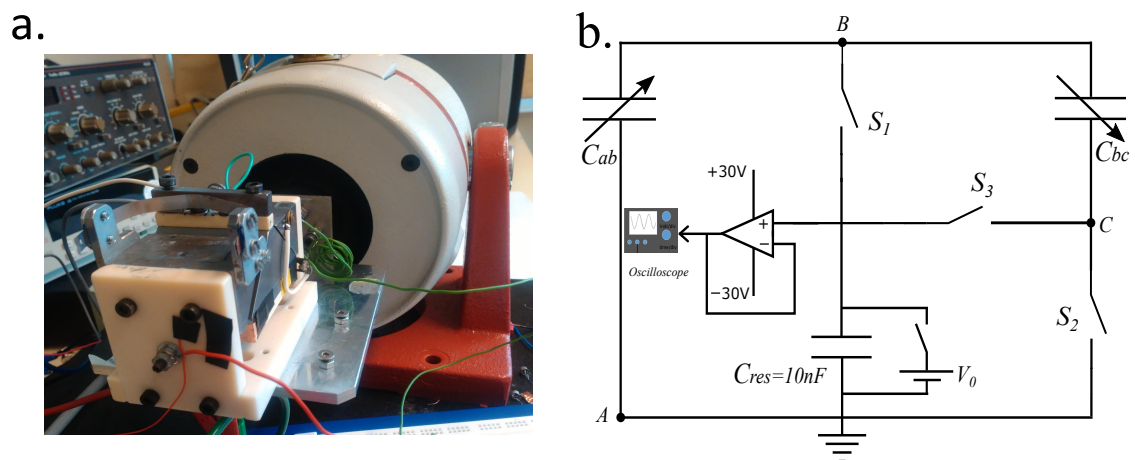 a.
b.
B
S1
Cab
Cbc
+30V
S3
+
−
C
Oscilloscope
−30V
S2
Cres=10nF
V0
A